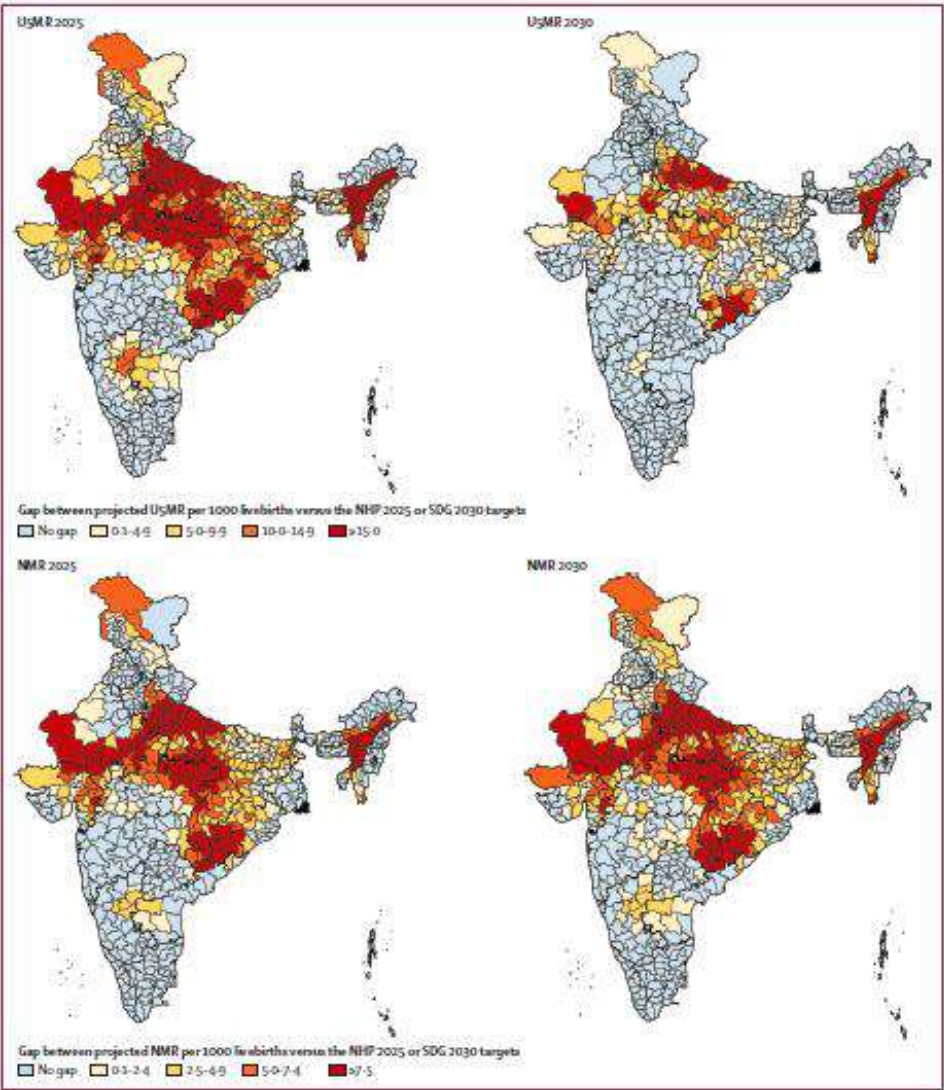 U5MR 2025
U5MR 2030
Gap between projected U5MR per 1000 livebirths versus the NHP 2025 or SDG 2030 targets
No gap 0·1–4·9 5·0–9·9 10·0–14·9 ≥15·0
NMR 2025
NMR 2030
Gap between projected NMR per 1000 livebirths versus the NHP 2025 or SDG 2030 targets
No gap 0·1–2·4 2·5–4·9 5·0–7·4 ≥7·5